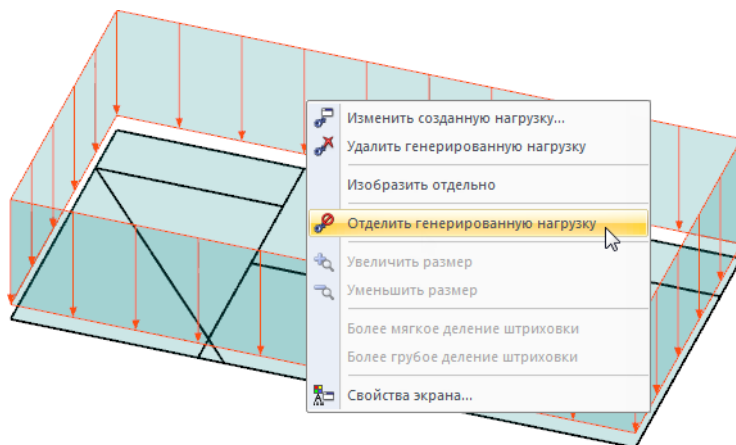 Изменить созданную нагрузку...
Удалить генерированную нагрузку
Изобразить отдельно
Отделить генерированную нагрузку
Увеличить размер
Уменьшить размер
Более мягкое деление штриховки
Более грубое деление штриховки
Свойства экрана...